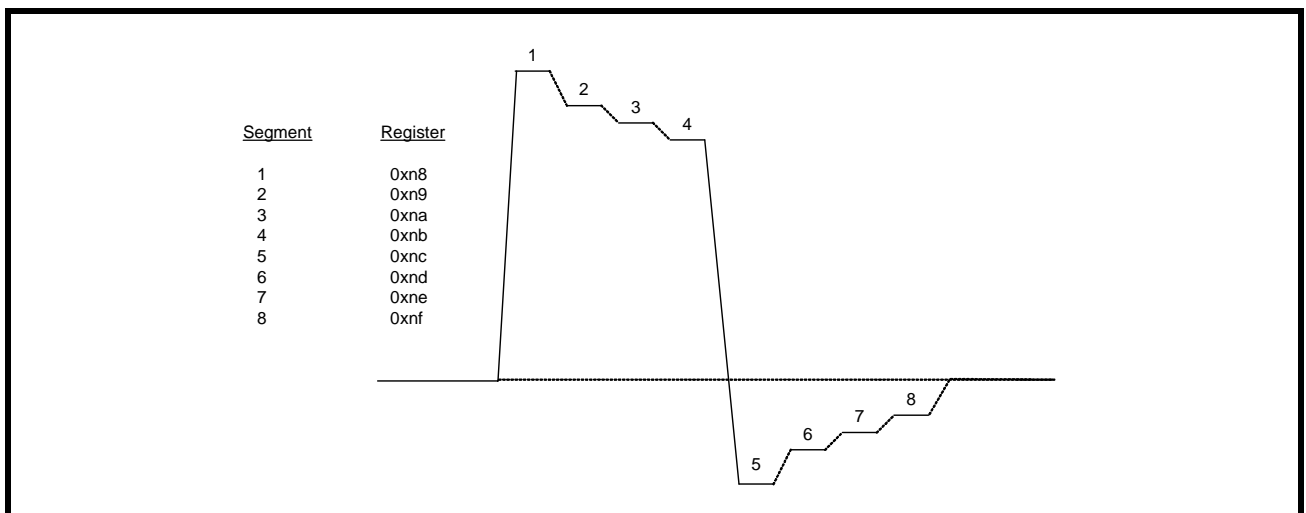 Segment Register
1 0xn8
2 0xn9
3 0xna
4 0xnb
5 0xnc
6 0xnd
7 0xne
8 0xnf
1
2
3
4
5
6
7
8